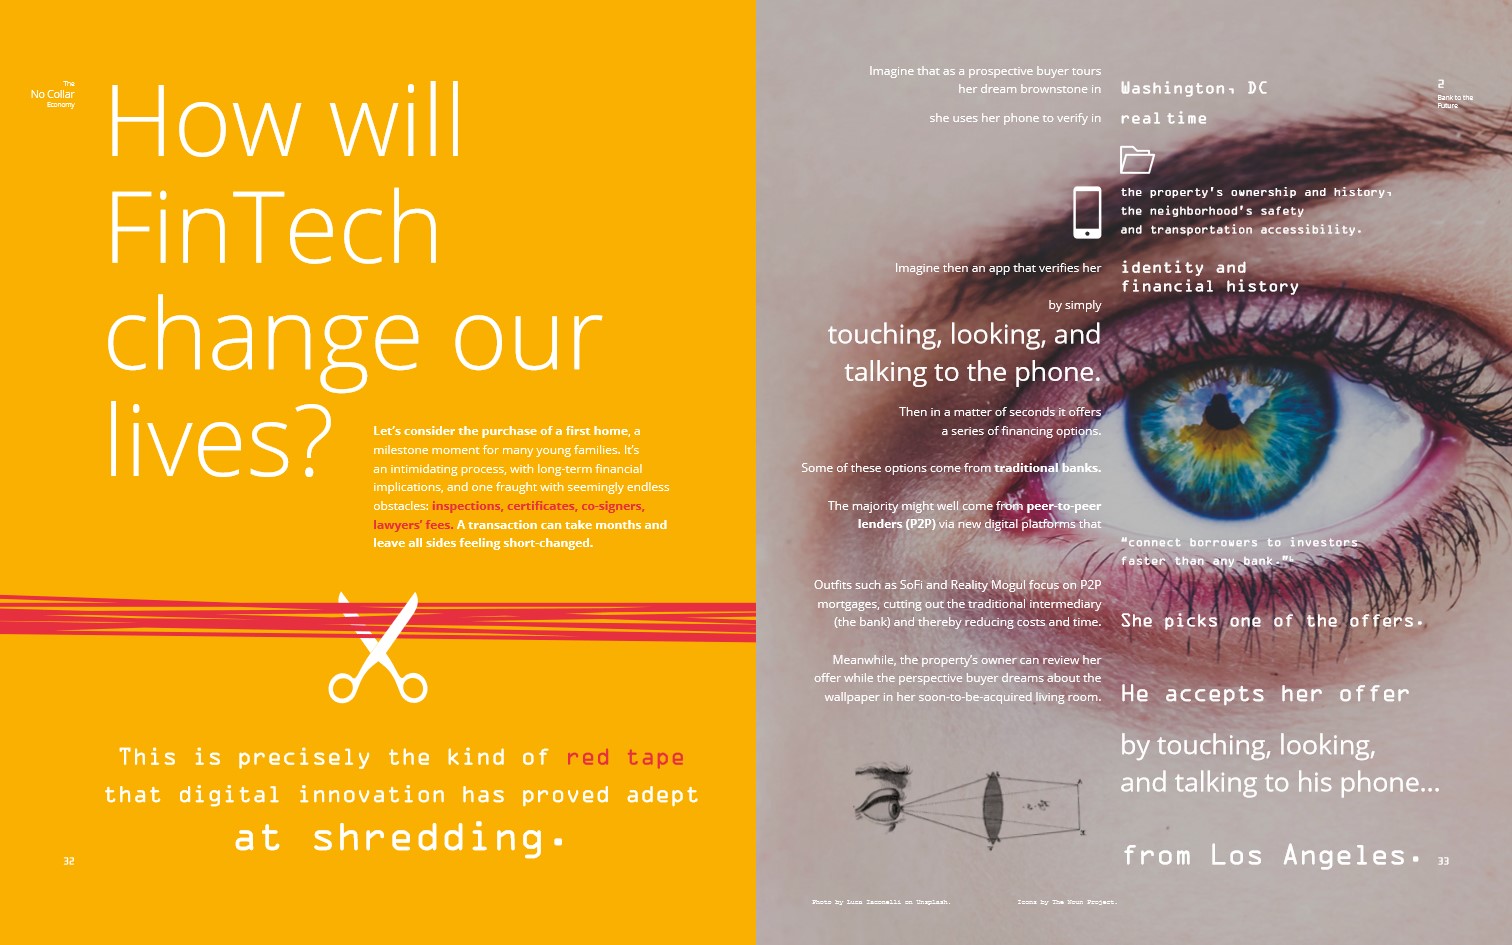 The
No Collar
Economy
How will
FinTech
change our
lives?
Let's consider the purchase of a first home, a
milestone moment for many young families. It's
an intimidating process, with long-term financial
implications, and one fraught with seemingly endless
obstacles: inspections, certificates, co-signers,
lawyers' fees. A transaction can take months and
leave all sides feeling short-changed.
This is precisely the kind of red tape
that digital innovation has proved adept
at shredding.
32
Imagine that as a prospective buyer tours
her dream brownstone in Washington, DC
she uses her phone to verify in real time
the property's ownership and history,
the neighborhood's safety
and transportation accessibility.
Imagine then an app that verifies her identity and
financial history
by simply
touching, looking, and
talking to the phone.
Then in a matter of seconds it offers
a series of financing options.
Some of these options come from traditional banks.
The majority might well come from peer-to-peer
lenders (P2P) via new digital platforms that
"connect borrowers to investors
faster than any bank."
Outfits such as SoFi and Reality Mogul focus on P2P
mortgages, cutting out the traditional intermediary
(the bank) and thereby reducing costs and time.
She picks one of the offers.
Meanwhile, the property's owner can review her
offer while the perspective buyer dreams about the
wallpaper in her soon-to-be-acquired living room.
He accepts her offer
by touching, looking,
and talking to his phone...
from Los Angeles.
2
Bank to the
Future
33
Photo by Luca Iaconelli on Unsplash.
Icons by The Noun Project.